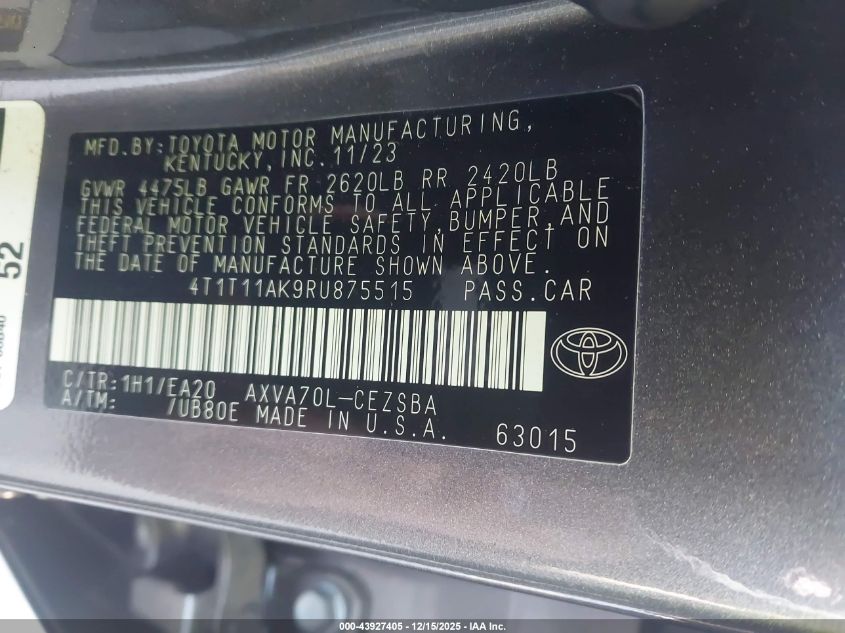 MFD.BY: TOYOTA MOTOR MANUFACTURING,
KENTUCKY, INC. 11/23
GVWR 4475LB GAWR FR 2620LB RR 2420LB
THIS VEHICLE CONFORMS TO ALL APPLICABLE
FEDERAL MOTOR VEHICLE SAFETY, BUMPER, AND
THEFT PREVENTION STANDARDS IN EFFECT ON
THE DATE OF MANUFACTURE SHOWN ABOVE.
4T1T11AK9RU875515 PASS.CAR
C/TR:1H1/EA20 AXVA70L-CEZSBA
A/TM: /UB80E MADE IN U.S.A. 63015
52
000-43927405 - 12/15/2025 - IAA Inc.